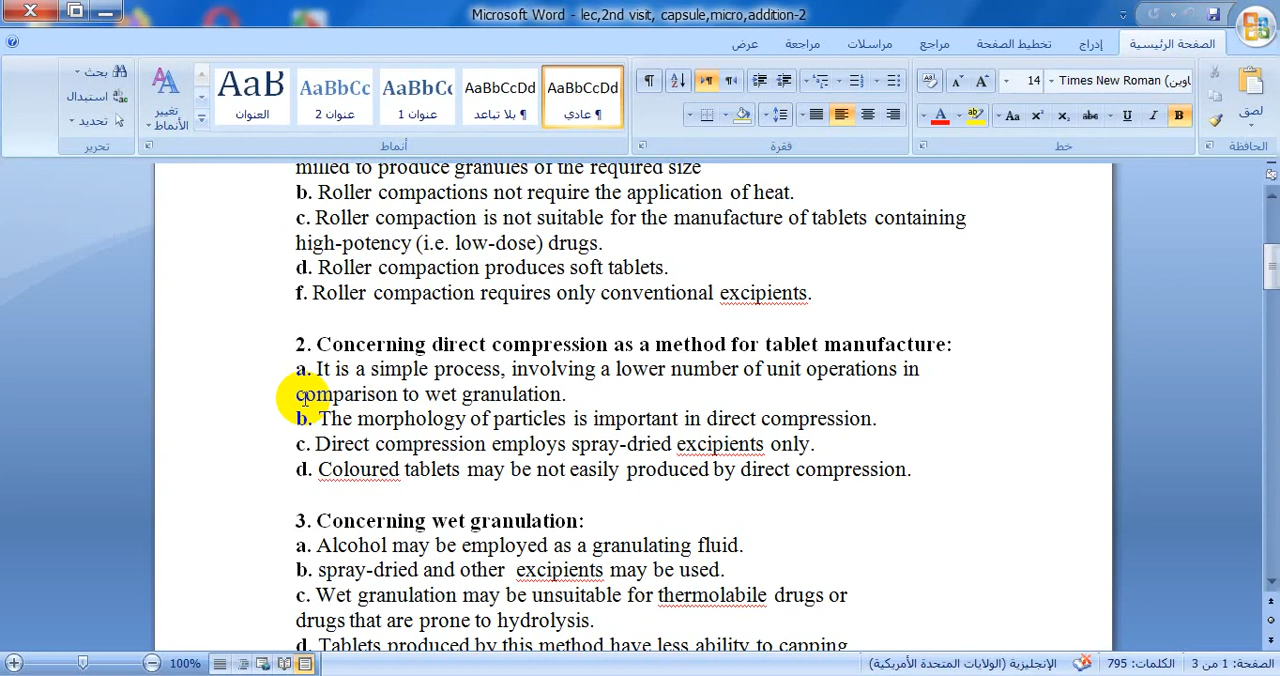 Microsoft Word - lec,2nd visit, capsule,micro,addition-2
الصفحة الرئيسية إدراج تخطيط الصفحة مراجع مراسلات مراجعة عرض
لصق
الحافظة
Times New Roman 14
خط
فقرة
AaBbCcDd AaBbCcDd AaBbCc AaBbCc AaB
¶ عادي ¶ بلا تباعد عنوان 1 عنوان 2 العنوان
تغيير الأنماط
أنماط
بحث
استبدال
تحديد
تحرير
milled to produce granules of the required size
b. Roller compactions not require the application of heat.
c. Roller compaction is not suitable for the manufacture of tablets containing
high-potency (i.e. low-dose) drugs.
d. Roller compaction produces soft tablets.
f. Roller compaction requires only conventional excipients.
2. Concerning direct compression as a method for tablet manufacture:
a. It is a simple process, involving a lower number of unit operations in
comparison to wet granulation.
b. The morphology of particles is important in direct compression.
c. Direct compression employs spray-dried excipients only.
d. Coloured tablets may be not easily produced by direct compression.
3. Concerning wet granulation:
a. Alcohol may be employed as a granulating fluid.
b. spray-dried and other excipients may be used.
c. Wet granulation may be unsuitable for thermolabile drugs or
drugs that are prone to hydrolysis.
d. Tablets produced by this method have less ability to capping
الصفحة: 1 من 3 الكلمات: 795 الإنجليزية (الولايات المتحدة الأمريكية) 100%